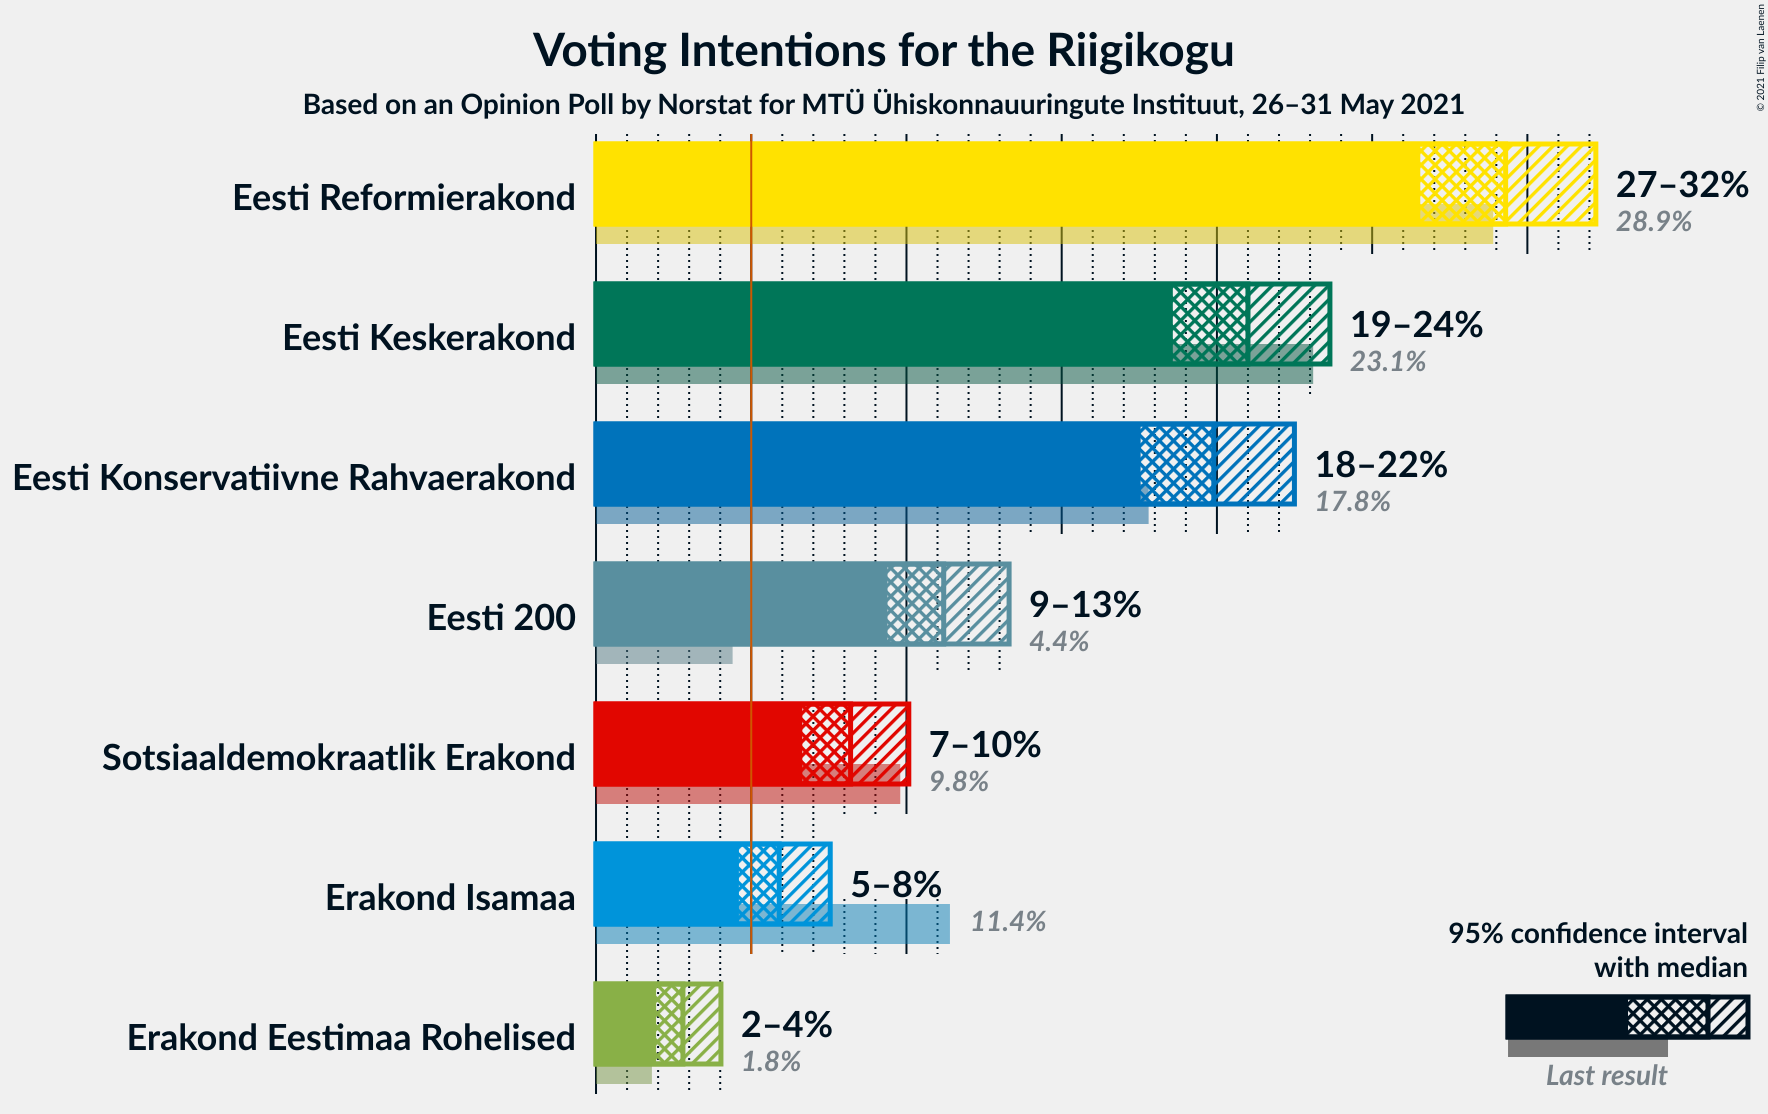 Voting Intentions for the Riigikogu
Based on an Opinion Poll by Norstat for MTÜ Ühiskonnauuringute Instituut, 26–31 May 2021
© 2021 Filip van Laenen
Eesti Reformierakond
27–32%
28.9%
Eesti Keskerakond
19–24%
23.1%
Eesti Konservatiivne Rahvaerakond
18–22%
17.8%
Eesti 200
9–13%
4.4%
Sotsiaaldemokraatlik Erakond
7–10%
9.8%
Erakond Isamaa
5–8%
11.4%
Erakond Eestimaa Rohelised
2–4%
1.8%
95% confidence interval
with median
Last result